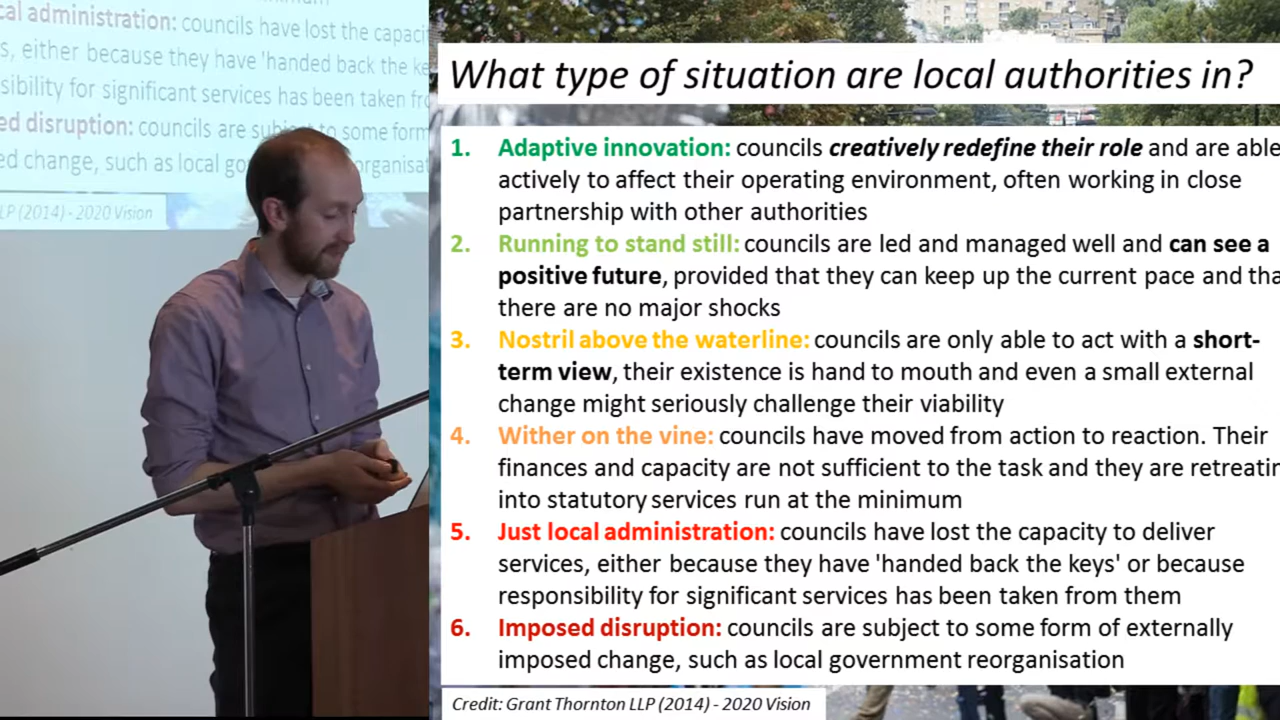 cal administration: councils have lost the capaci
s, either because they have 'handed back the ke
sibility for significant services has been taken fro
ed disruption: councils are subject to some form
ed change, such as local go organisat
LP (2014) - 2020 Vision
What type of situation are local authorities in?
1. Adaptive innovation: councils creatively redefine their role and are able
actively to affect their operating environment, often working in close
partnership with other authorities
2. Running to stand still: councils are led and managed well and can see a
positive future, provided that they can keep up the current pace and tha
there are no major shocks
3. Nostril above the waterline: councils are only able to act with a short-
term view, their existence is hand to mouth and even a small external
change might seriously challenge their viability
4. Wither on the vine: councils have moved from action to reaction. Their
finances and capacity are not sufficient to the task and they are retreatin
into statutory services run at the minimum
5. Just local administration: councils have lost the capacity to deliver
services, either because they have 'handed back the keys' or because
responsibility for significant services has been taken from them
6. Imposed disruption: councils are subject to some form of externally
imposed change, such as local government reorganisation
Credit: Grant Thornton LLP (2014) - 2020 Vision